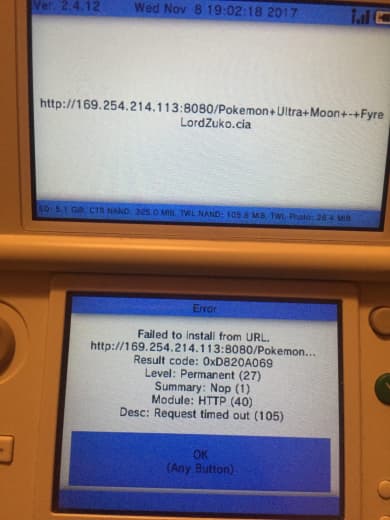 Ver. 2.4.12 Wed Nov 8 19:02:18 2017
http://169.254.214.113:8080/Pokemon+Ultra+Moon+-+Fyre
LordZuko.cia
SD: 5.1 GiB, CTR NAND: 325.0 MiB, TWL NAND: 105.8 MiB, TWL Photo: 28.4 MiB
Error
Failed to install from URL.
http://169.254.214.113:8080/Pokemon...
Result code: 0xD820A069
Level: Permanent (27)
Summary: Nop (1)
Module: HTTP (40)
Desc: Request timed out (105)
OK
(Any Button)